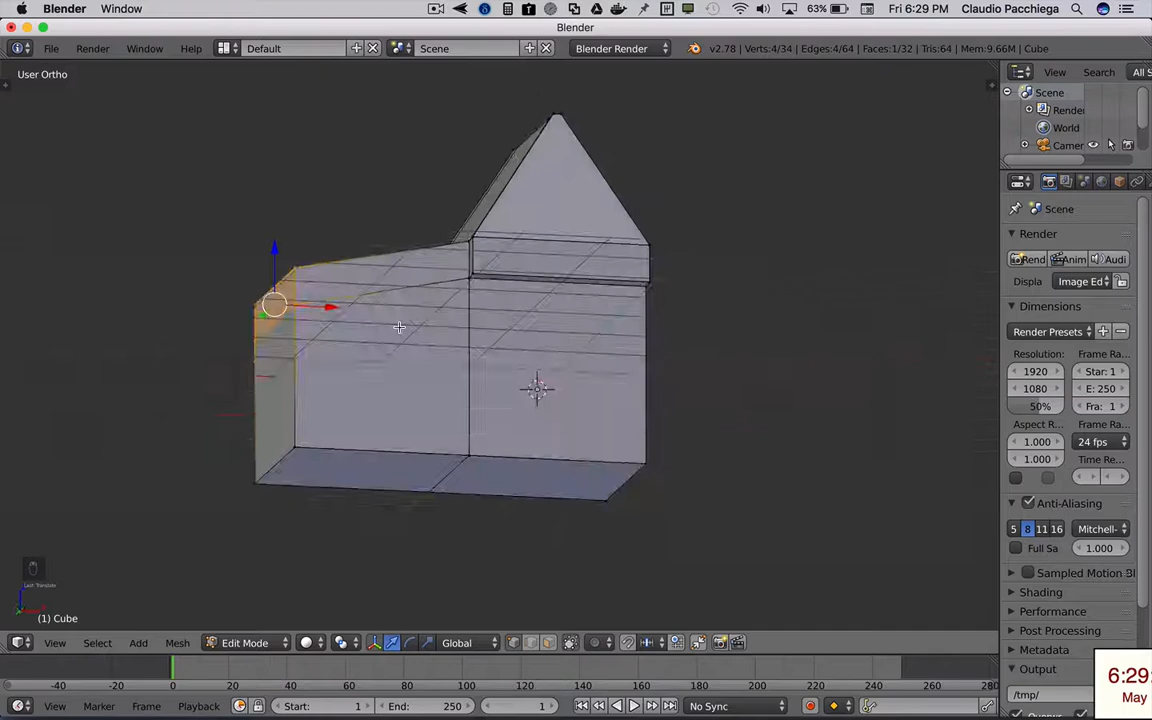 Blender Window 63% Fri 6:29 PM Claudio Pacchiega
Blender
File Render Window Help Default Scene Blender Render v2.78 | Verts:4/34 | Edges:4/64 | Faces:1/32 | Tris:64 | Mem:9.66M | Cube
User Ortho
View Search All S
Scene
Render
World
Camer
Scene
Render
Rend Anim Audi
Displa Image Ed
Dimensions
Render Presets
Resolution: Frame Ra...
1920 Star: 1
1080 E: 250
50% Fra: 1
Aspect R... Frame Ra...
1.000 24 fps
1.000 Time Re...
Anti-Aliasing
5 8 11 16 Mitchell-
Full Sa 1.000
Sampled Motion Bl
Shading
Performance
Post Processing
Metadata
Output
/tmp/
Last: Translate
(1) Cube
View Select Add Mesh Edit Mode Global
-40 -20 0 20 40 60 80 100 120 140 160 180 200 220 240 260 280
View Marker Frame Playback Start: 1 End: 250 1 No Sync
6:29:
May